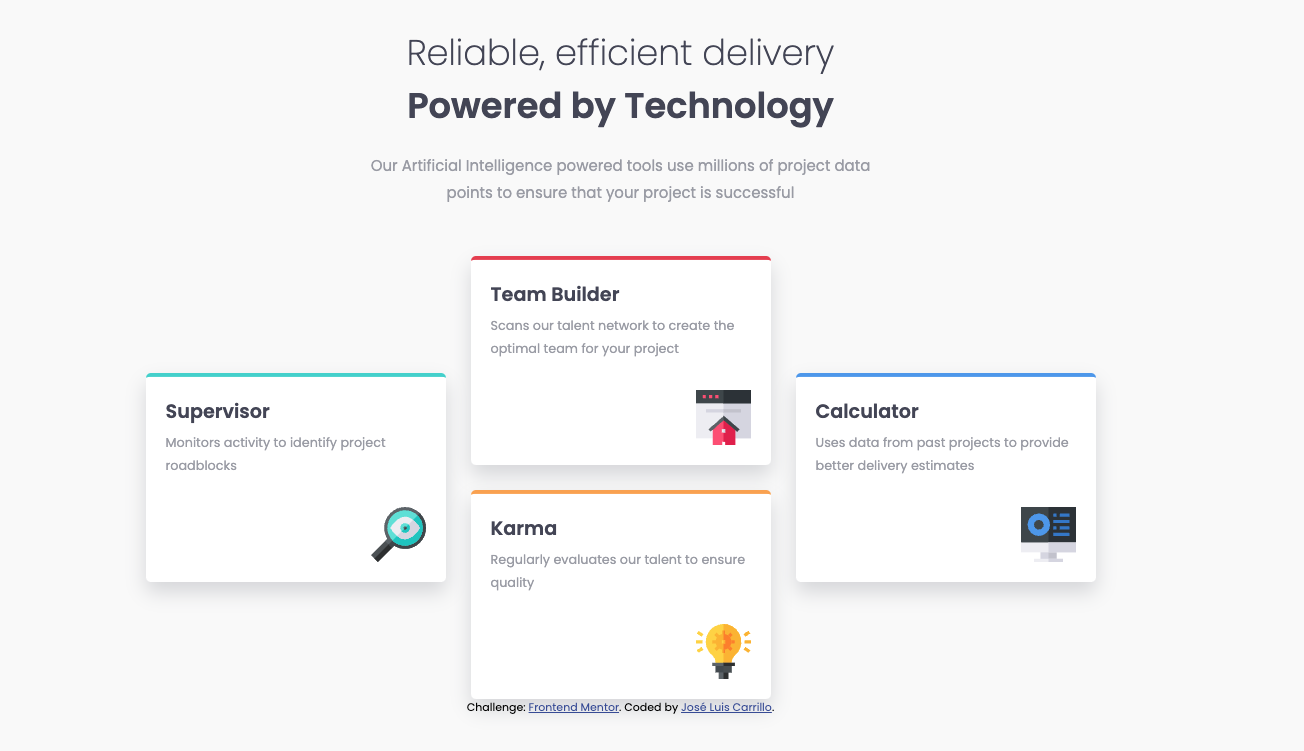 Reliable, efficient delivery
Powered by Technology
Our Artificial Intelligence powered tools use millions of project data
points to ensure that your project is successful
Supervisor
Monitors activity to identify project
roadblocks
Team Builder
Scans our talent network to create the
optimal team for your project
Karma
Regularly evaluates our talent to ensure
quality
Calculator
Uses data from past projects to provide
better delivery estimates
Challenge: Frontend Mentor. Coded by José Luis Carrillo.